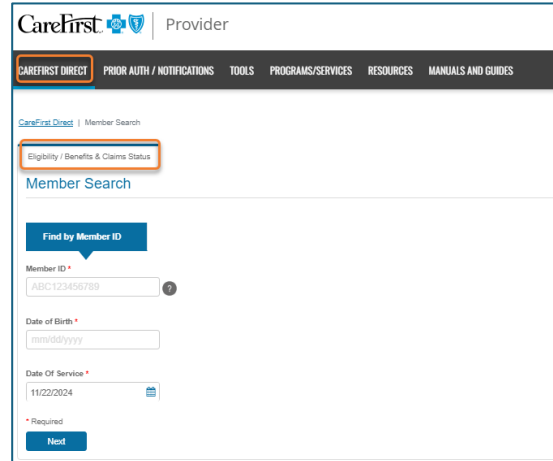 CareFirst Provider
CAREFIRST DIRECT PRIOR AUTH / NOTIFICATIONS TOOLS PROGRAMS/SERVICES RESOURCES MANUALS AND GUIDES
CareFirst Direct | Member Search
Eligibility / Benefits & Claims Status
Member Search
Find by Member ID
Member ID *
ABC123456789 ?
Date of Birth *
mm/dd/yyyy
Date Of Service *
11/22/2024
* Required
Next